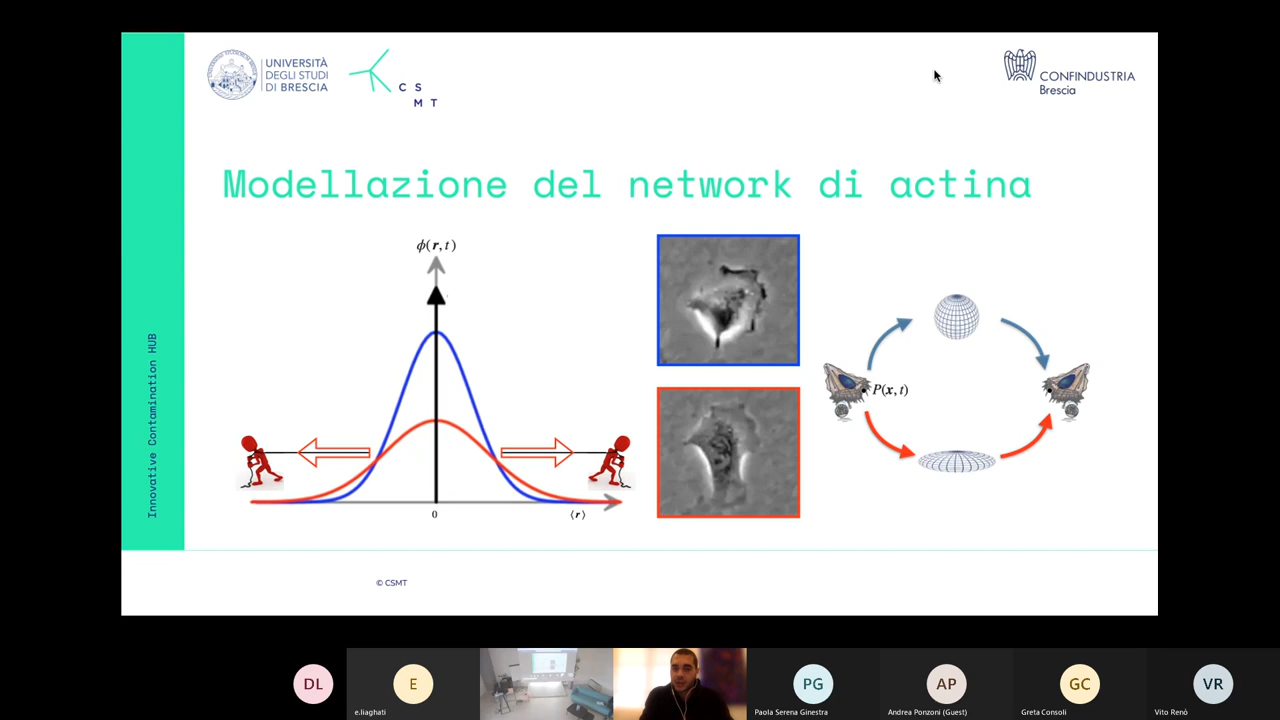 UNIVERSITÀ
DEGLI STUDI
DI BRESCIA
C S
M T
CONFINDUSTRIA
Brescia
Modellazione del network di actina
ϕ(r, t)
0
⟨r⟩
P(x, t)
Innovative Contamination HUB
© CSMT
DL
E
e.liaghati
PG
Paola Serena Ginestra
AP
Andrea Ponzoni (Guest)
GC
Greta Consoli
VR
Vito Renò